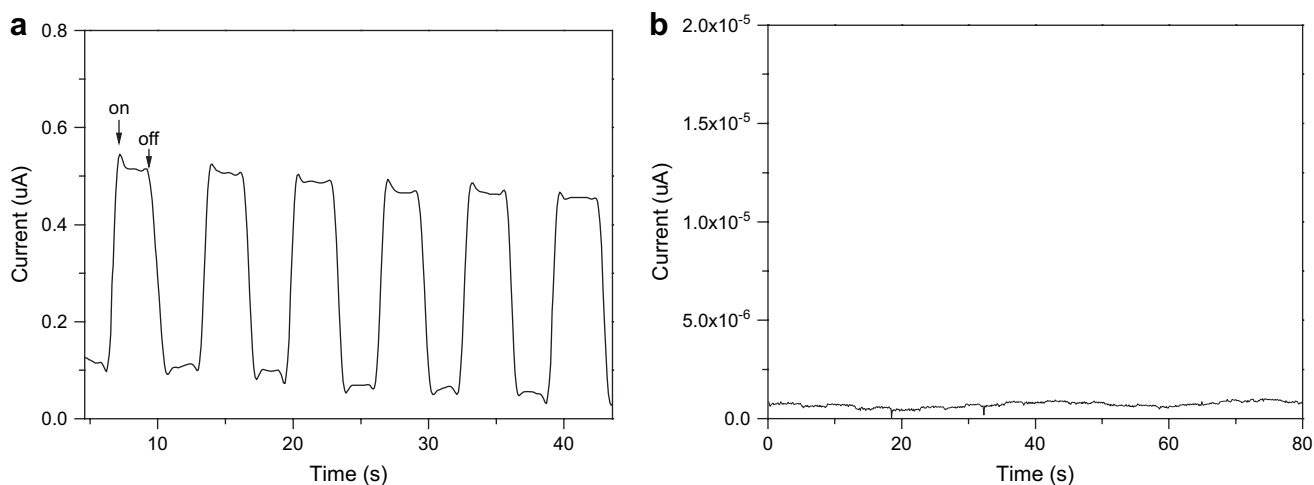 a
0.8
0.6
0.4
0.2
0.0
Current (uA)
on
off
10
20
30
40
Time (s)
b
2.0x10⁻⁵
1.5x10⁻⁵
1.0x10⁻⁵
5.0x10⁻⁶
0.0
Current (uA)
0
20
40
60
80
Time (s)